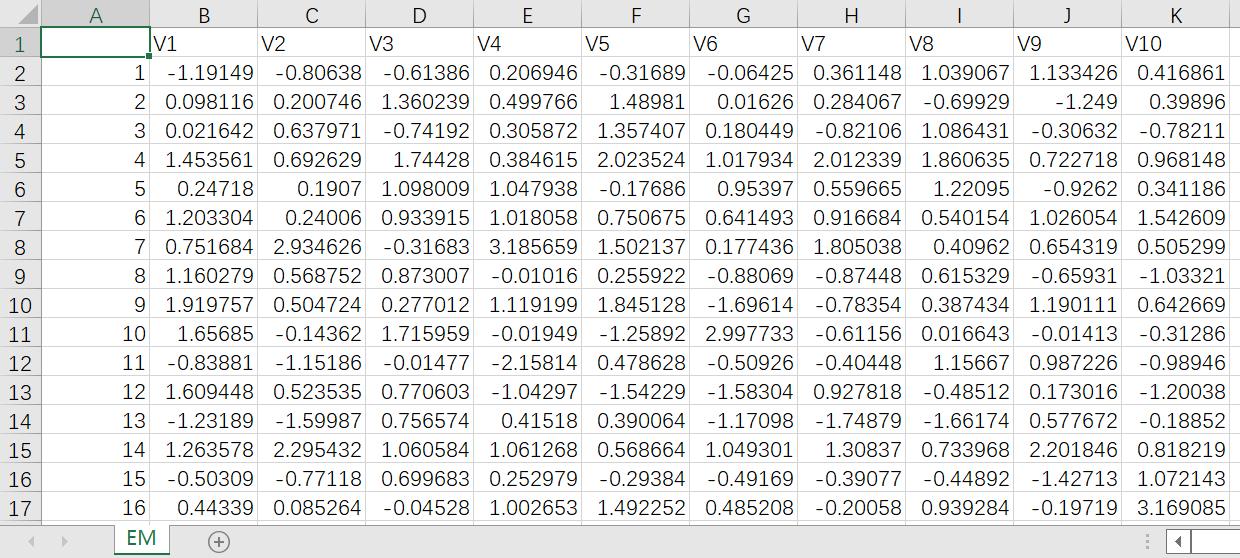 A B C D E F G H I J K
1 V1 V2 V3 V4 V5 V6 V7 V8 V9 V10
2 1 -1.19149 -0.80638 -0.61386 0.206946 -0.31689 -0.06425 0.361148 1.039067 1.133426 0.416861
3 2 0.098116 0.200746 1.360239 0.499766 1.48981 0.01626 0.284067 -0.69929 -1.249 0.39896
4 3 0.021642 0.637971 -0.74192 0.305872 1.357407 0.180449 -0.82106 1.086431 -0.30632 -0.78211
5 4 1.453561 0.692629 1.74428 0.384615 2.023524 1.017934 2.012339 1.860635 0.722718 0.968148
6 5 0.24718 0.1907 1.098009 1.047938 -0.17686 0.95397 0.559665 1.22095 -0.9262 0.341186
7 6 1.203304 0.24006 0.933915 1.018058 0.750675 0.641493 0.916684 0.540154 1.026054 1.542609
8 7 0.751684 2.934626 -0.31683 3.185659 1.502137 0.177436 1.805038 0.40962 0.654319 0.505299
9 8 1.160279 0.568752 0.873007 -0.01016 0.255922 -0.88069 -0.87448 0.615329 -0.65931 -1.03321
10 9 1.919757 0.504724 0.277012 1.119199 1.845128 -1.69614 -0.78354 0.387434 1.190111 0.642669
11 10 1.65685 -0.14362 1.715959 -0.01949 -1.25892 2.997733 -0.61156 0.016643 -0.01413 -0.31286
12 11 -0.83881 -1.15186 -0.01477 -2.15814 0.478628 -0.50926 -0.40448 1.15667 0.987226 -0.98946
13 12 1.609448 0.523535 0.770603 -1.04297 -1.54229 -1.58304 0.927818 -0.48512 0.173016 -1.20038
14 13 -1.23189 -1.59987 0.756574 0.41518 0.390064 -1.17098 -1.74879 -1.66174 0.577672 -0.18852
15 14 1.263578 2.295432 1.060584 1.061268 0.568664 1.049301 1.30837 0.733968 2.201846 0.818219
16 15 -0.50309 -0.77118 0.699683 0.252979 -0.29384 -0.49169 -0.39077 -0.44892 -1.42713 1.072143
17 16 0.44339 0.085264 -0.04528 1.002653 1.492252 0.485208 -0.20058 0.939284 -0.19719 3.169085
EM